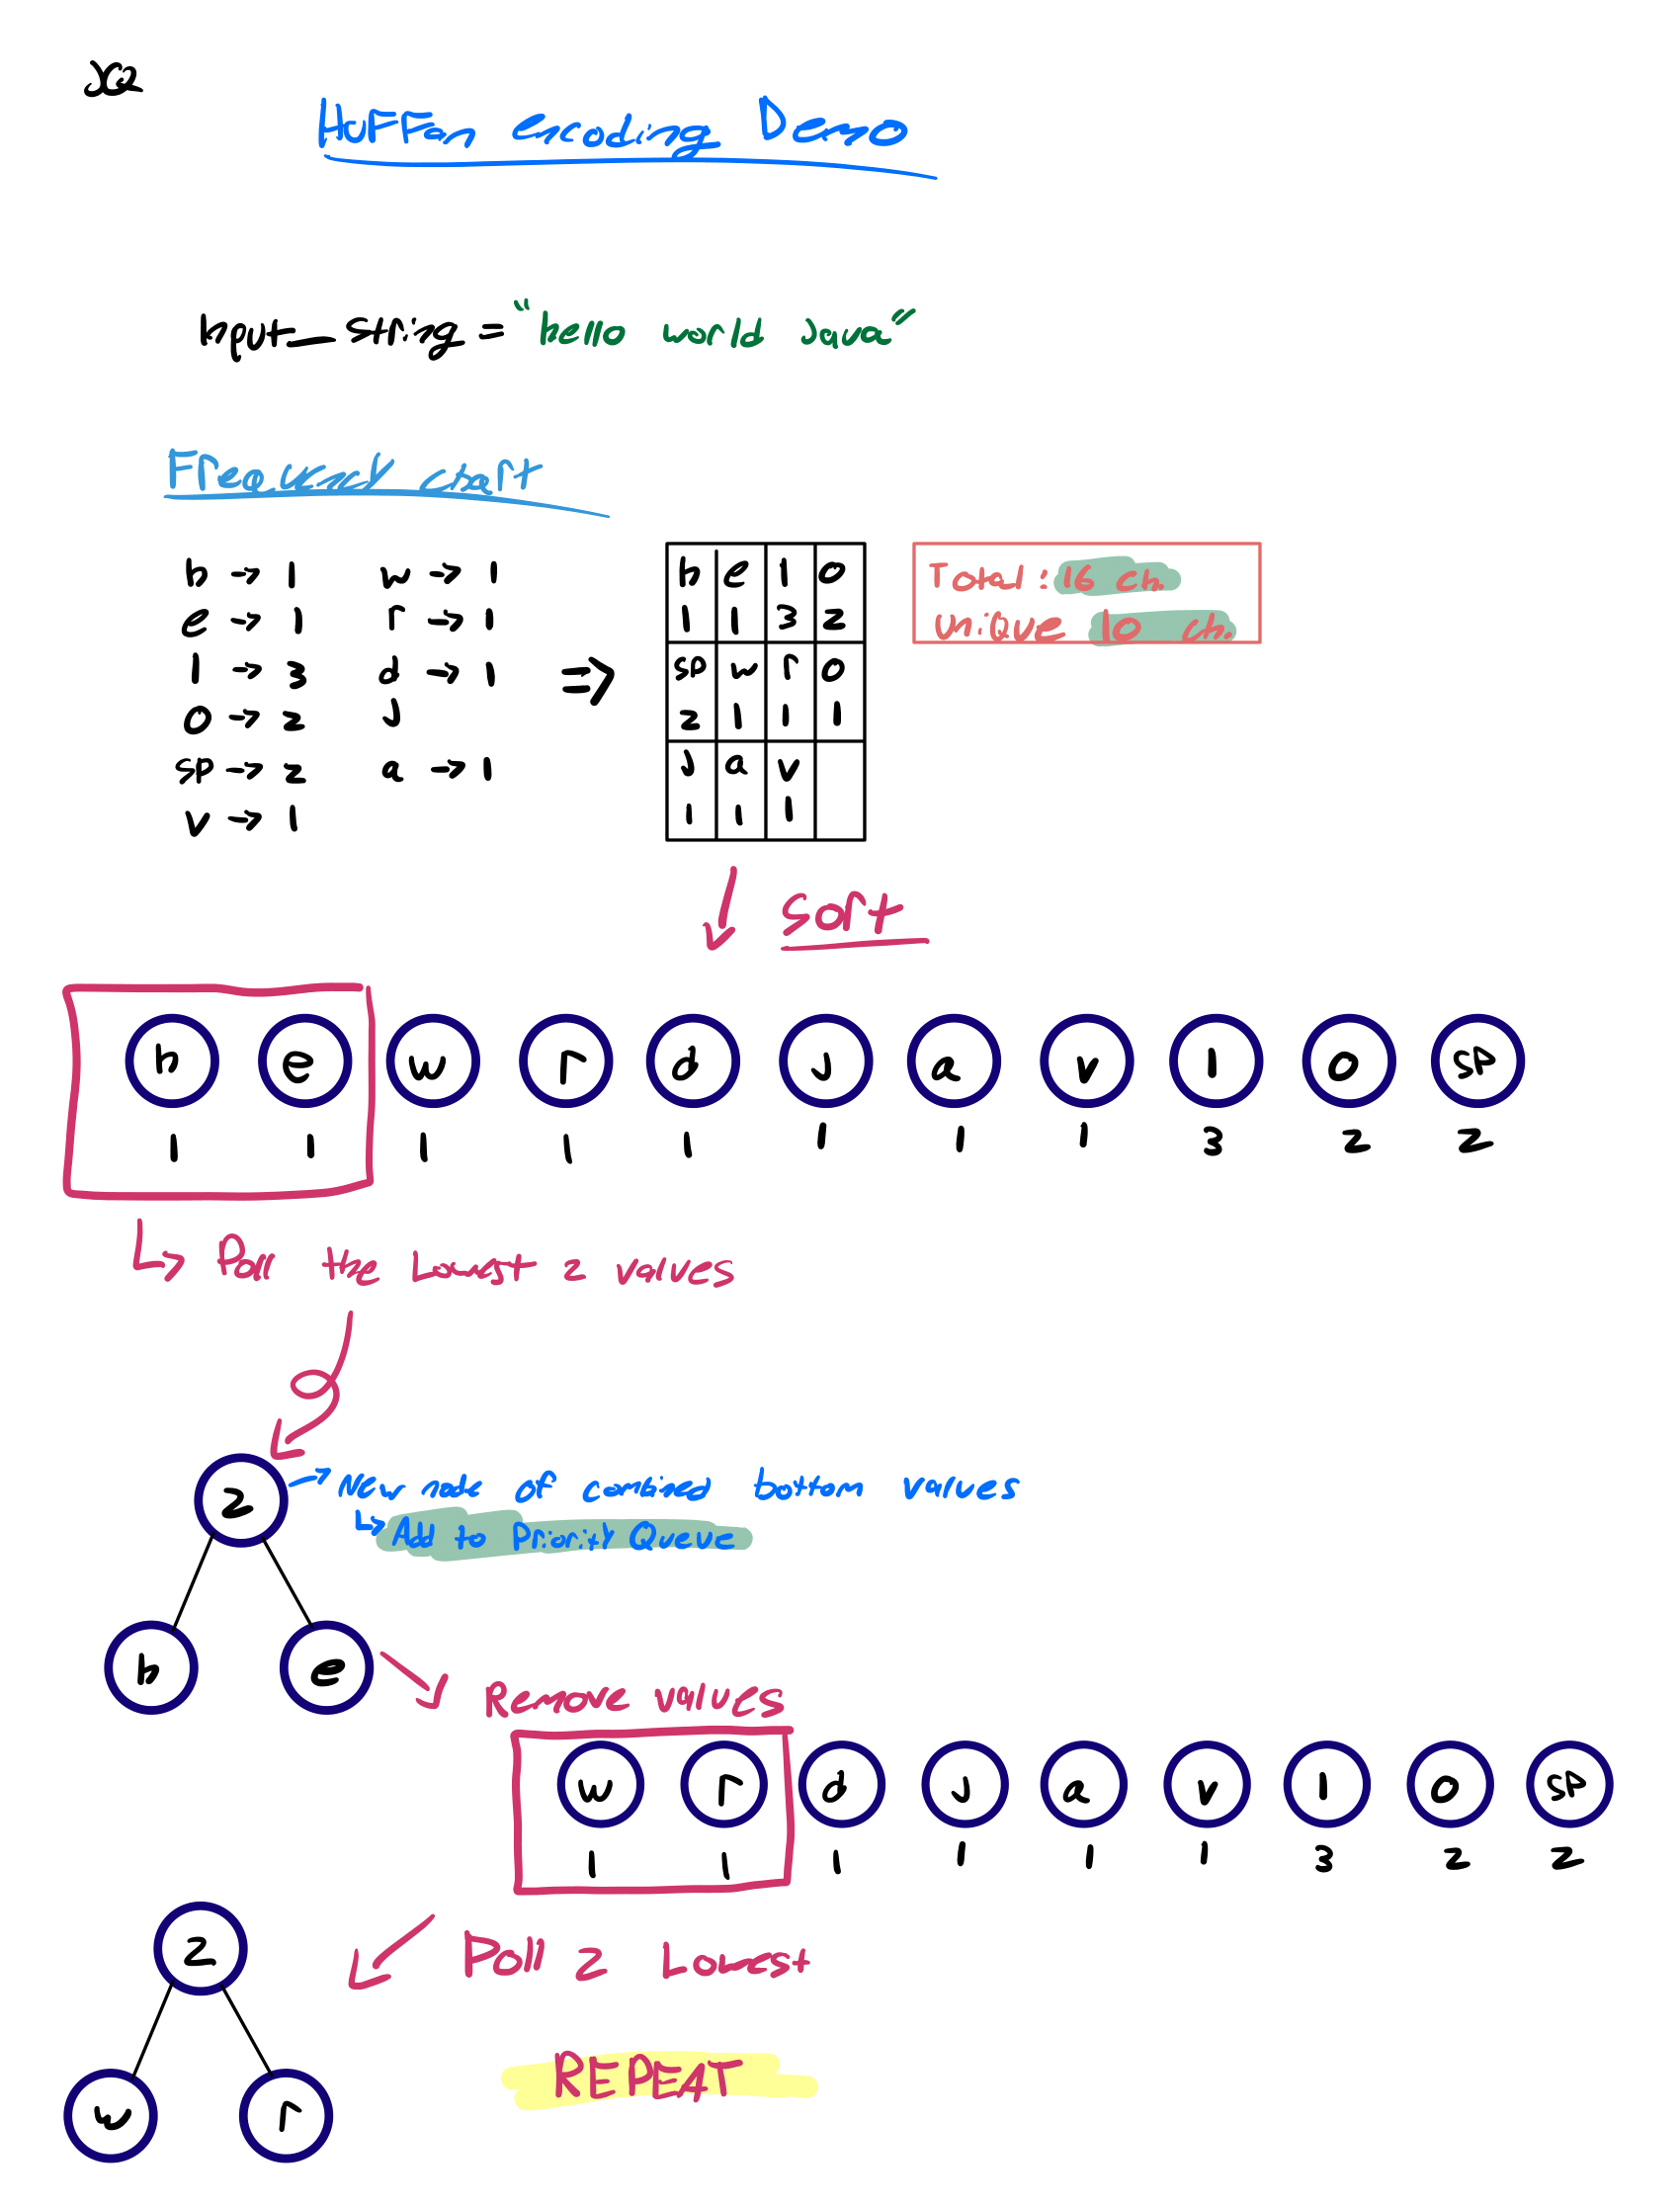 HUFFan encoding Demo
Input_string = "hello world Java"
Frequency chart
h -> 1 w -> 1
e -> 1 r -> 1
l -> 3 d -> 1
o -> 2 J
sp -> 2 a -> 1
v -> 1
=>
h e l o
1 1 3 2
sp w r o
2 1 1 1
J a v
1 1 1
Total: 16 ch.
unique 10 ch.
Sort
h e w r d J a v l o sp
1 1 1 1 1 1 1 1 3 2 2
Poll the Lowest 2 values
2
New node of combined bottom values
Add to Priority Queue
h e
Remove values
w r d J a v l o sp
1 1 1 1 1 1 3 2 2
Poll 2 Lowest
2
w r
REPEAT